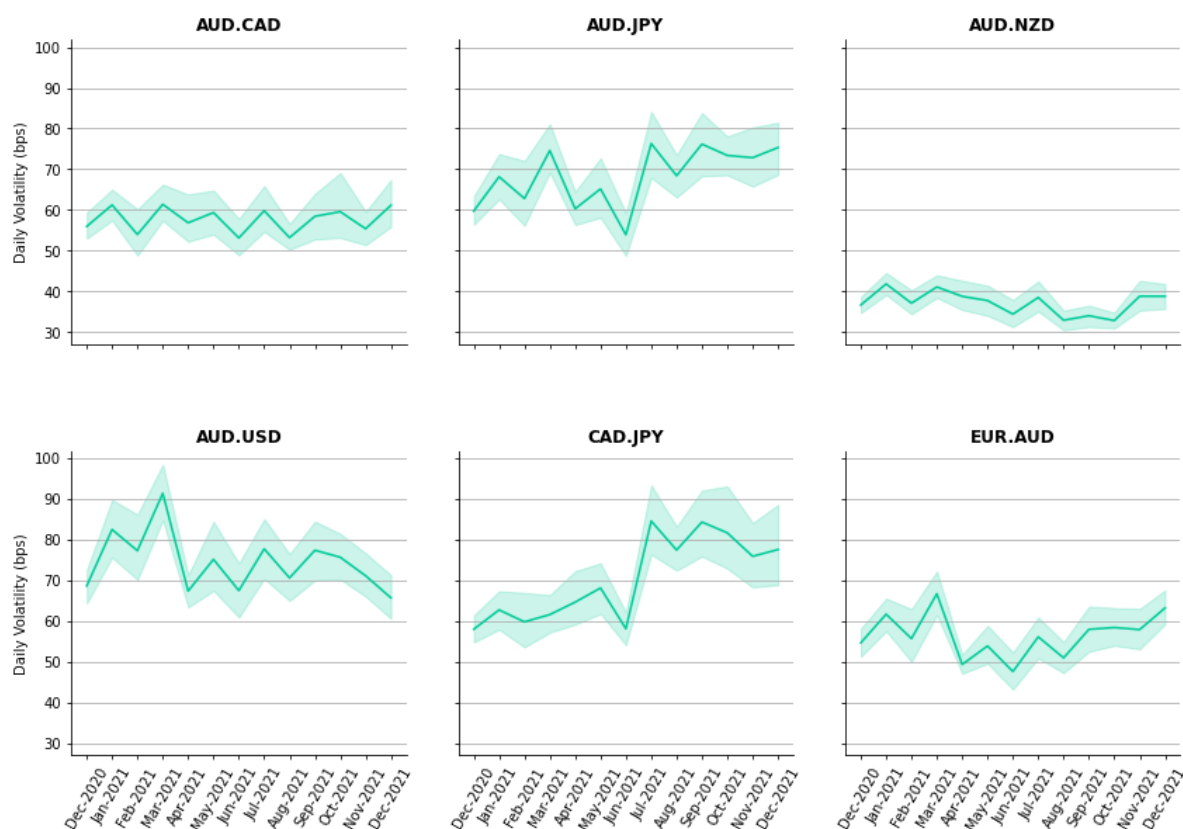 AUD.CAD AUD.JPY AUD.NZD
Daily Volatility (bps)
100
90
80
70
60
50
40
30
AUD.USD CAD.JPY EUR.AUD
Daily Volatility (bps)
100
90
80
70
60
50
40
30
Dec-2020 Jan-2021 Feb-2021 Mar-2021 Apr-2021 May-2021 Jun-2021 Jul-2021 Aug-2021 Sep-2021 Oct-2021 Nov-2021 Dec-2021
Dec-2020 Jan-2021 Feb-2021 Mar-2021 Apr-2021 May-2021 Jun-2021 Jul-2021 Aug-2021 Sep-2021 Oct-2021 Nov-2021 Dec-2021
Dec-2020 Jan-2021 Feb-2021 Mar-2021 Apr-2021 May-2021 Jun-2021 Jul-2021 Aug-2021 Sep-2021 Oct-2021 Nov-2021 Dec-2021